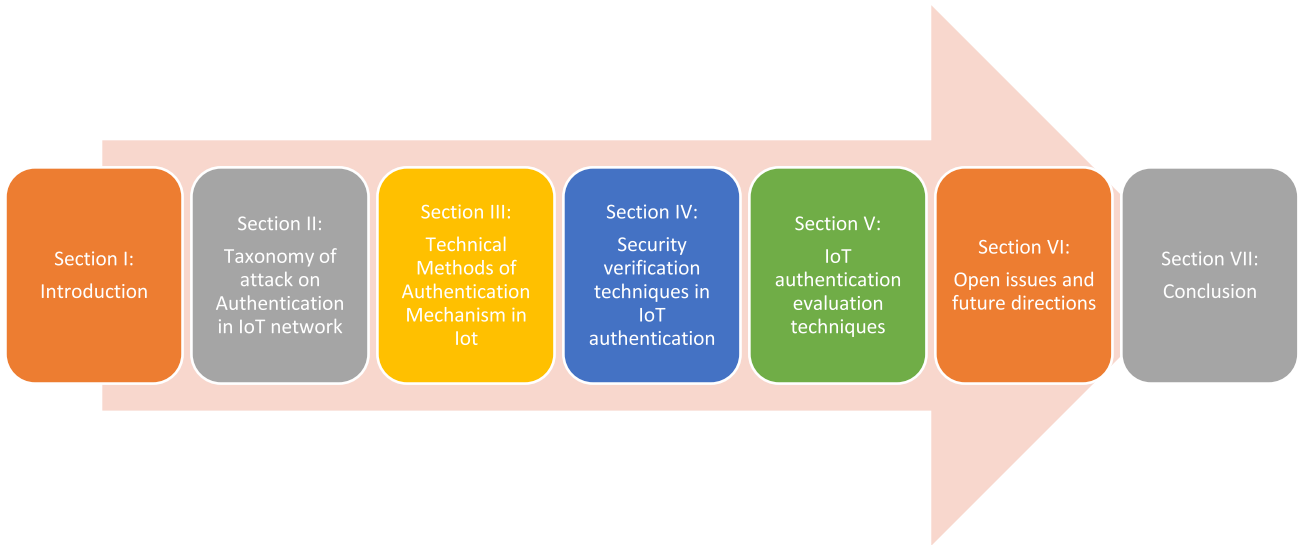 Section I:
Introduction
Section II:
Taxonomy of
attack on
Authentication
in IoT network
Section III:
Technical
Methods of
Authentication
Mechanism in
Iot
Section IV:
Security
verification
techniques in
IoT
authentication
Section V:
IoT
authentication
evaluation
techniques
Section VI:
Open issues and
future directions
Section VII:
Conclusion